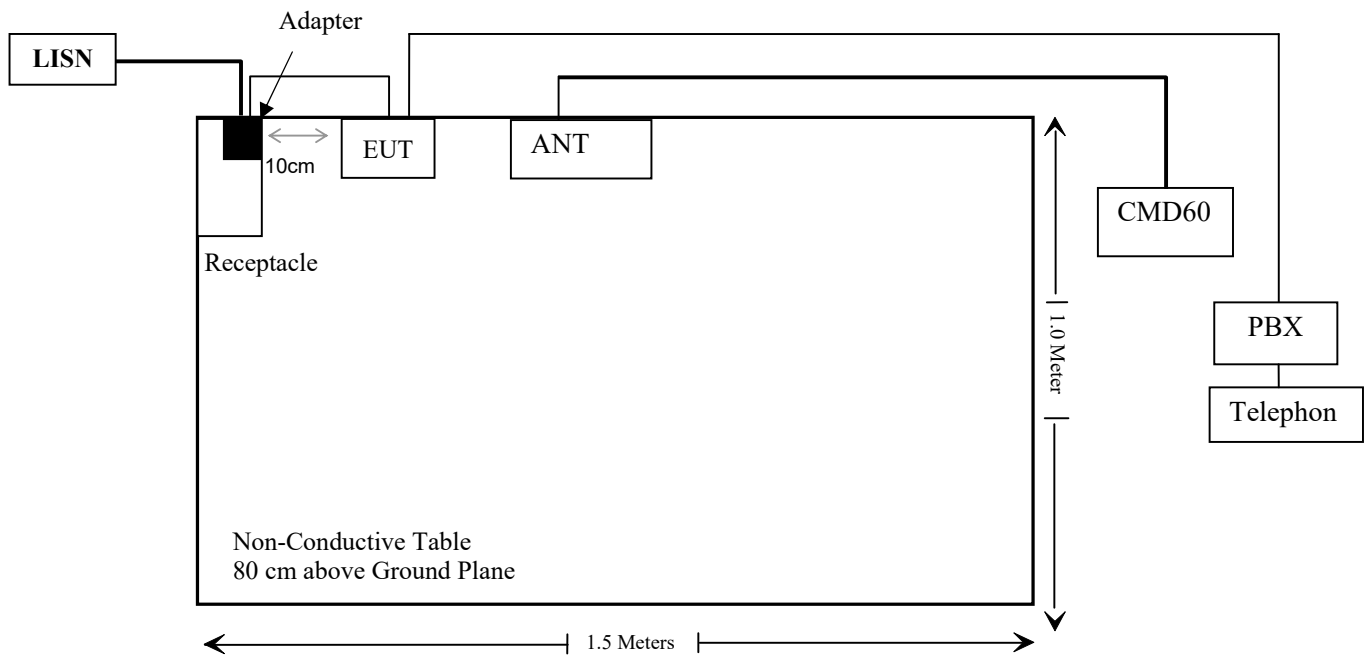 Adapter
LISN
10cm
EUT
ANT
CMD60
Receptacle
1.0 Meter
PBX
Telephon
Non-Conductive Table
80 cm above Ground Plane
1.5 Meters